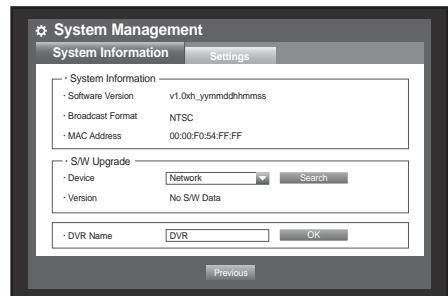 System Management
System Information Settings
· System Information
· Software Version v1.0xh_yymmddhhmmss
· Broadcast Format NTSC
· MAC Address 00:00:F0:54:FF:FF
· S/W Upgrade
· Device Network Search
· Version No S/W Data
· DVR Name DVR OK
Previous